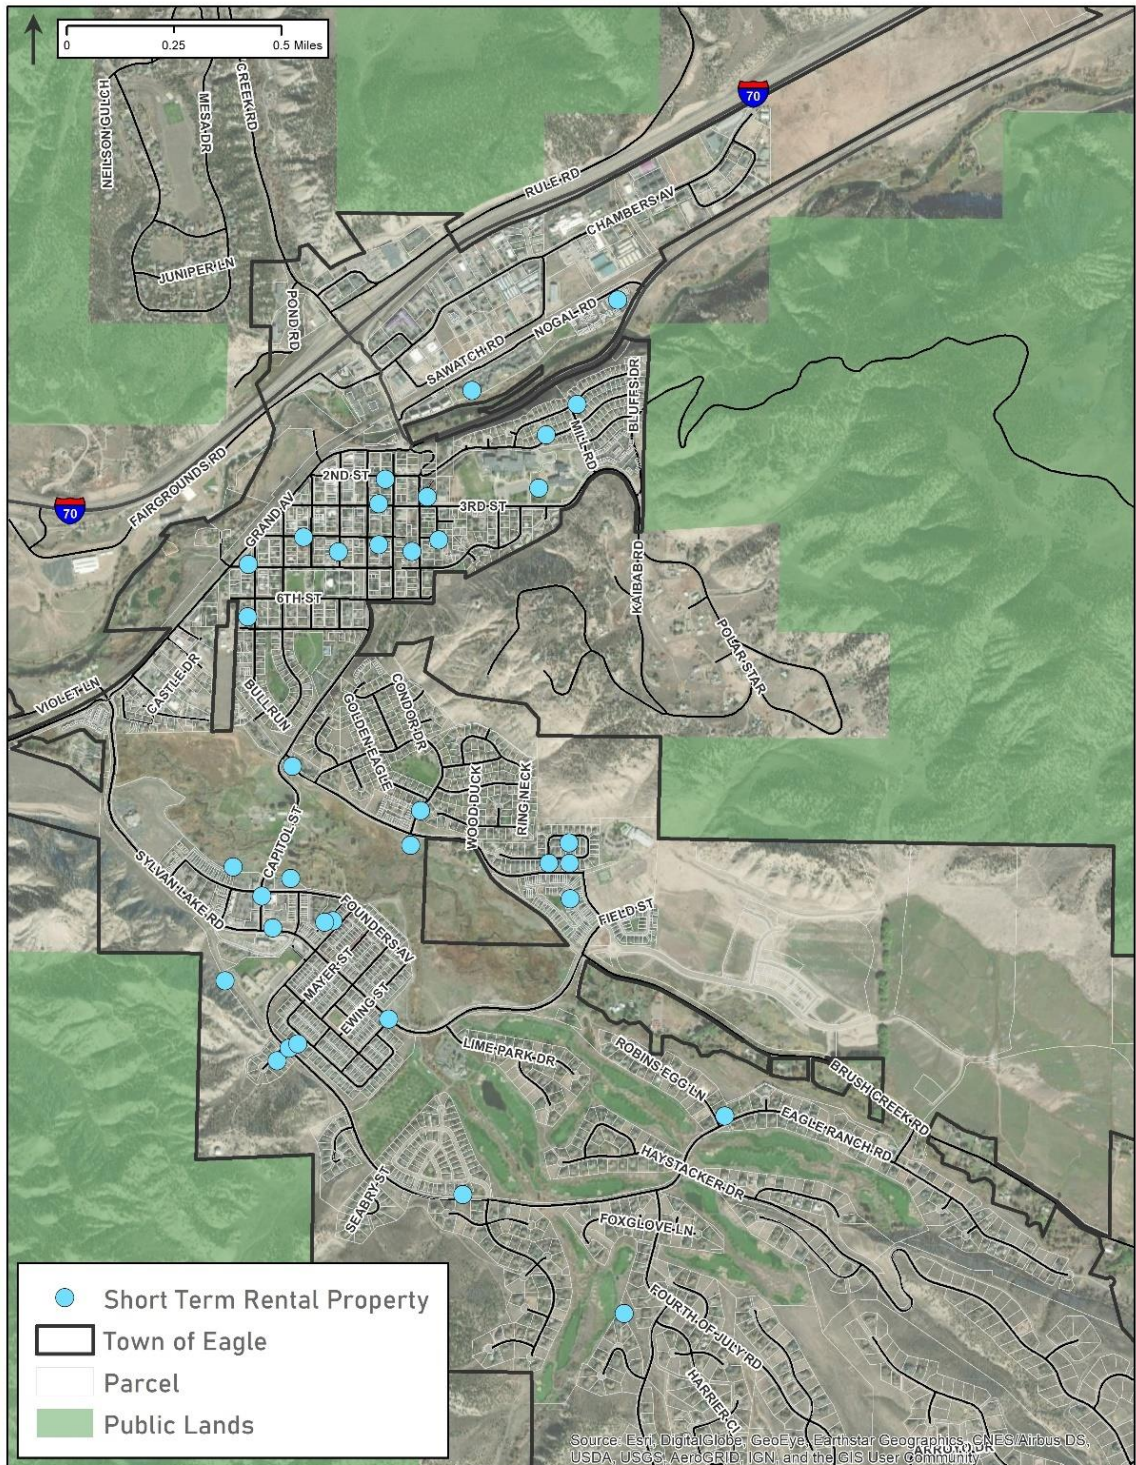 0 0.25 0.5 Miles
NEILSON GULCH
MESA DR
CREEK RD
70
RULE RD
CHAMBERS AV
JUNIPER LN
POND RD
NOGAL RD
SAWATCH RD
BLUFFS DR
MILL RD
FAIRGROUNDS RD
2ND ST
GRAND AV
3RD ST
70
KAIBAB RD
6TH ST
POLAR STAR
CASTLE DR
VIOLET LN
BULLRUN
CONDOR DR
GOLDEN EAGLE
WOOD DUCK
RING NECK
CAPITOL ST
SYLVAN LAKE RD
FOUNDERS AV
FIELD ST
MAYER ST
EWING ST
LIME PARK DR
ROBINS EGG LN
BRUSH CREEK RD
EAGLE RANCH RD
HAYSTACKER DR
SEABRY ST
FOXGLOVE LN
FOURTH OF JULY RD
HARRIER CI
ARROYO DR
Short Term Rental Property
Town of Eagle
Parcel
Public Lands
Source: Esri, DigitalGlobe, GeoEye, Earthstar Geographics, CNES/Airbus DS,
USDA, USGS, AeroGRID, IGN, and the GIS User Community